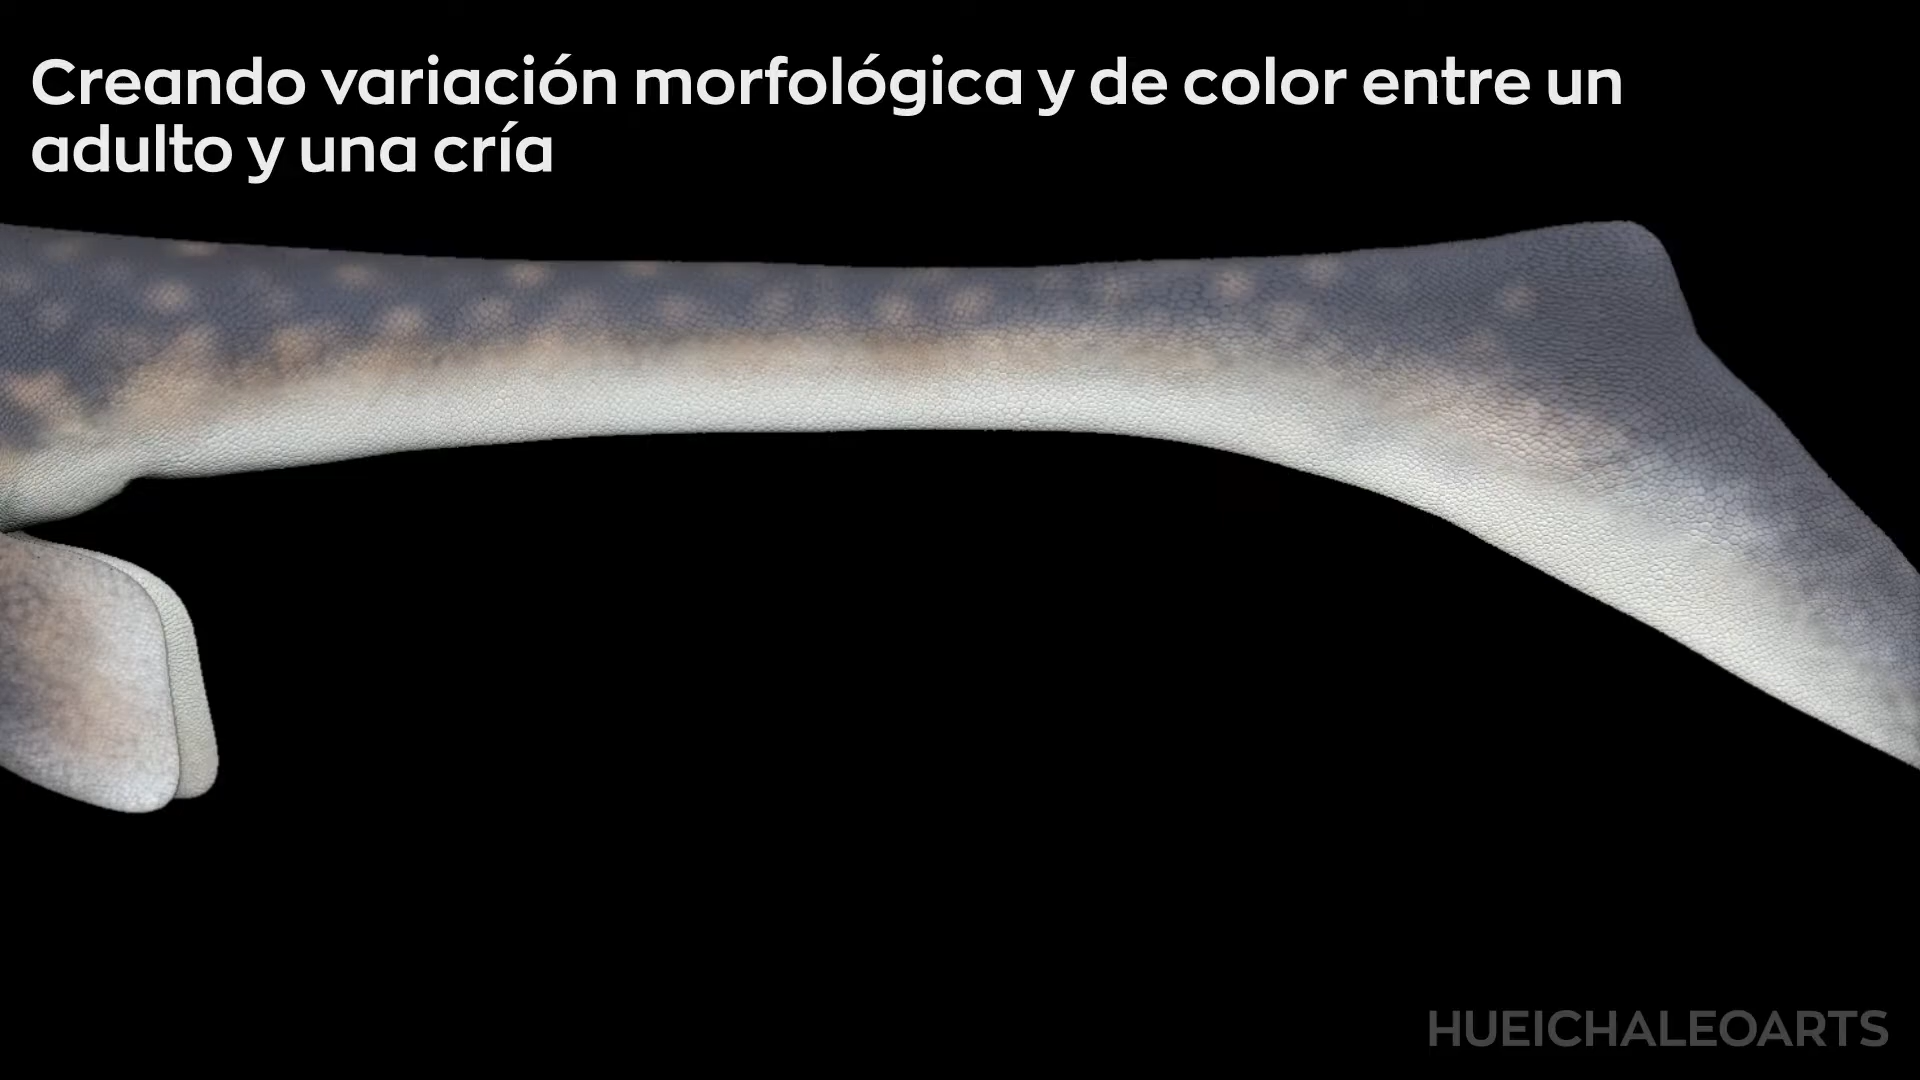 Creando variación morfológica y de color entre un
adulto y una cría
HUEICHALEOARTS